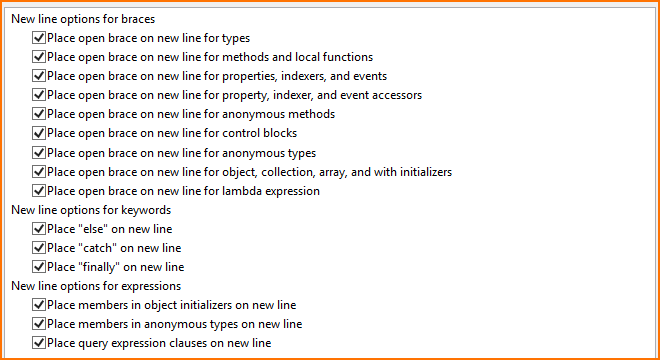 New line options for braces
Place open brace on new line for types
Place open brace on new line for methods and local functions
Place open brace on new line for properties, indexers, and events
Place open brace on new line for property, indexer, and event accessors
Place open brace on new line for anonymous methods
Place open brace on new line for control blocks
Place open brace on new line for anonymous types
Place open brace on new line for object, collection, array, and with initializers
Place open brace on new line for lambda expression
New line options for keywords
Place "else" on new line
Place "catch" on new line
Place "finally" on new line
New line options for expressions
Place members in object initializers on new line
Place members in anonymous types on new line
Place query expression clauses on new line